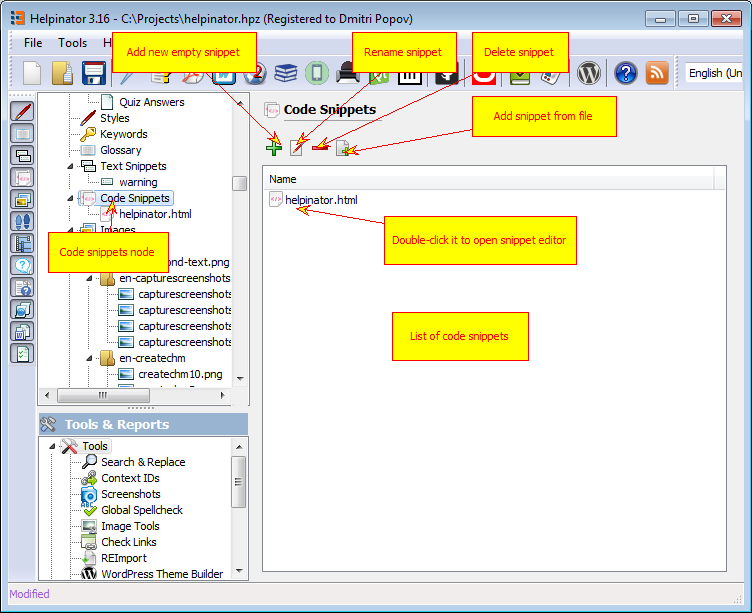 Helpinator 3.16 - C:\Projects\helpinator.hpz (Registered to Dmitri Popov)
File Tools
Add new empty snippet
Rename snippet
Delete snippet
English (Un
Add snippet from file
Quiz Answers
Styles
Keywords
Glossary
Text Snippets
warning
Code Snippets
helpinator.html
Images
Code snippets node
ond-text.png
en-capturescreenshots
capturescreenshots
capturescreenshots
capturescreenshots
capturescreenshots
en-createchm
createchm10.png
Code Snippets
Name
helpinator.html
Double-click it to open snippet editor
List of code snippets
Tools & Reports
Tools
Search & Replace
Context IDs
Screenshots
Global Spellcheck
Image Tools
Check Links
REImport
WordPress Theme Builder
Modified